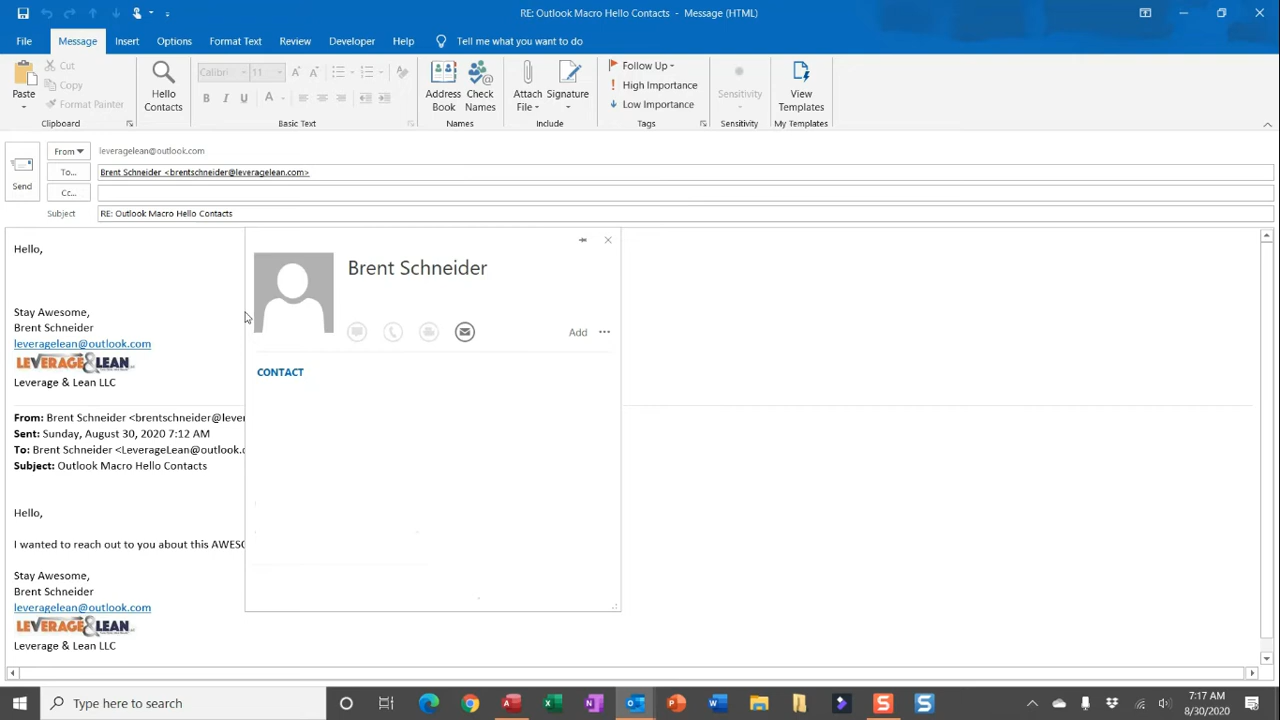 RE: Outlook Macro Hello Contacts - Message (HTML)
File Message Insert Options Format Text Review Developer Help Tell me what you want to do
Paste
Cut
Copy
Format Painter
Clipboard
Hello Contacts
Calibri 11
B I U A
Basic Text
Address Book
Check Names
Names
Attach File
Signature
Include
Follow Up
High Importance
Low Importance
Tags
Sensitivity
Sensitivity
View Templates
My Templates
Send
From leveragelean@outlook.com
To... Brent Schneider <brentschneider@leveragelean.com>
Cc...
Subject RE: Outlook Macro Hello Contacts
Hello,
Stay Awesome,
Brent Schneider
leveragelean@outlook.com
LEVERAGE&LEAN
Leverage & Lean LLC
From: Brent Schneider <brentschneider@lever
Sent: Sunday, August 30, 2020 7:12 AM
To: Brent Schneider <LeverageLean@outlook.c
Subject: Outlook Macro Hello Contacts
Hello,
I wanted to reach out to you about this AWESO
Stay Awesome,
Brent Schneider
leveragelean@outlook.com
LEVERAGE&LEAN
Leverage & Lean LLC
Brent Schneider
Add
CONTACT
Type here to search
7:17 AM
8/30/2020